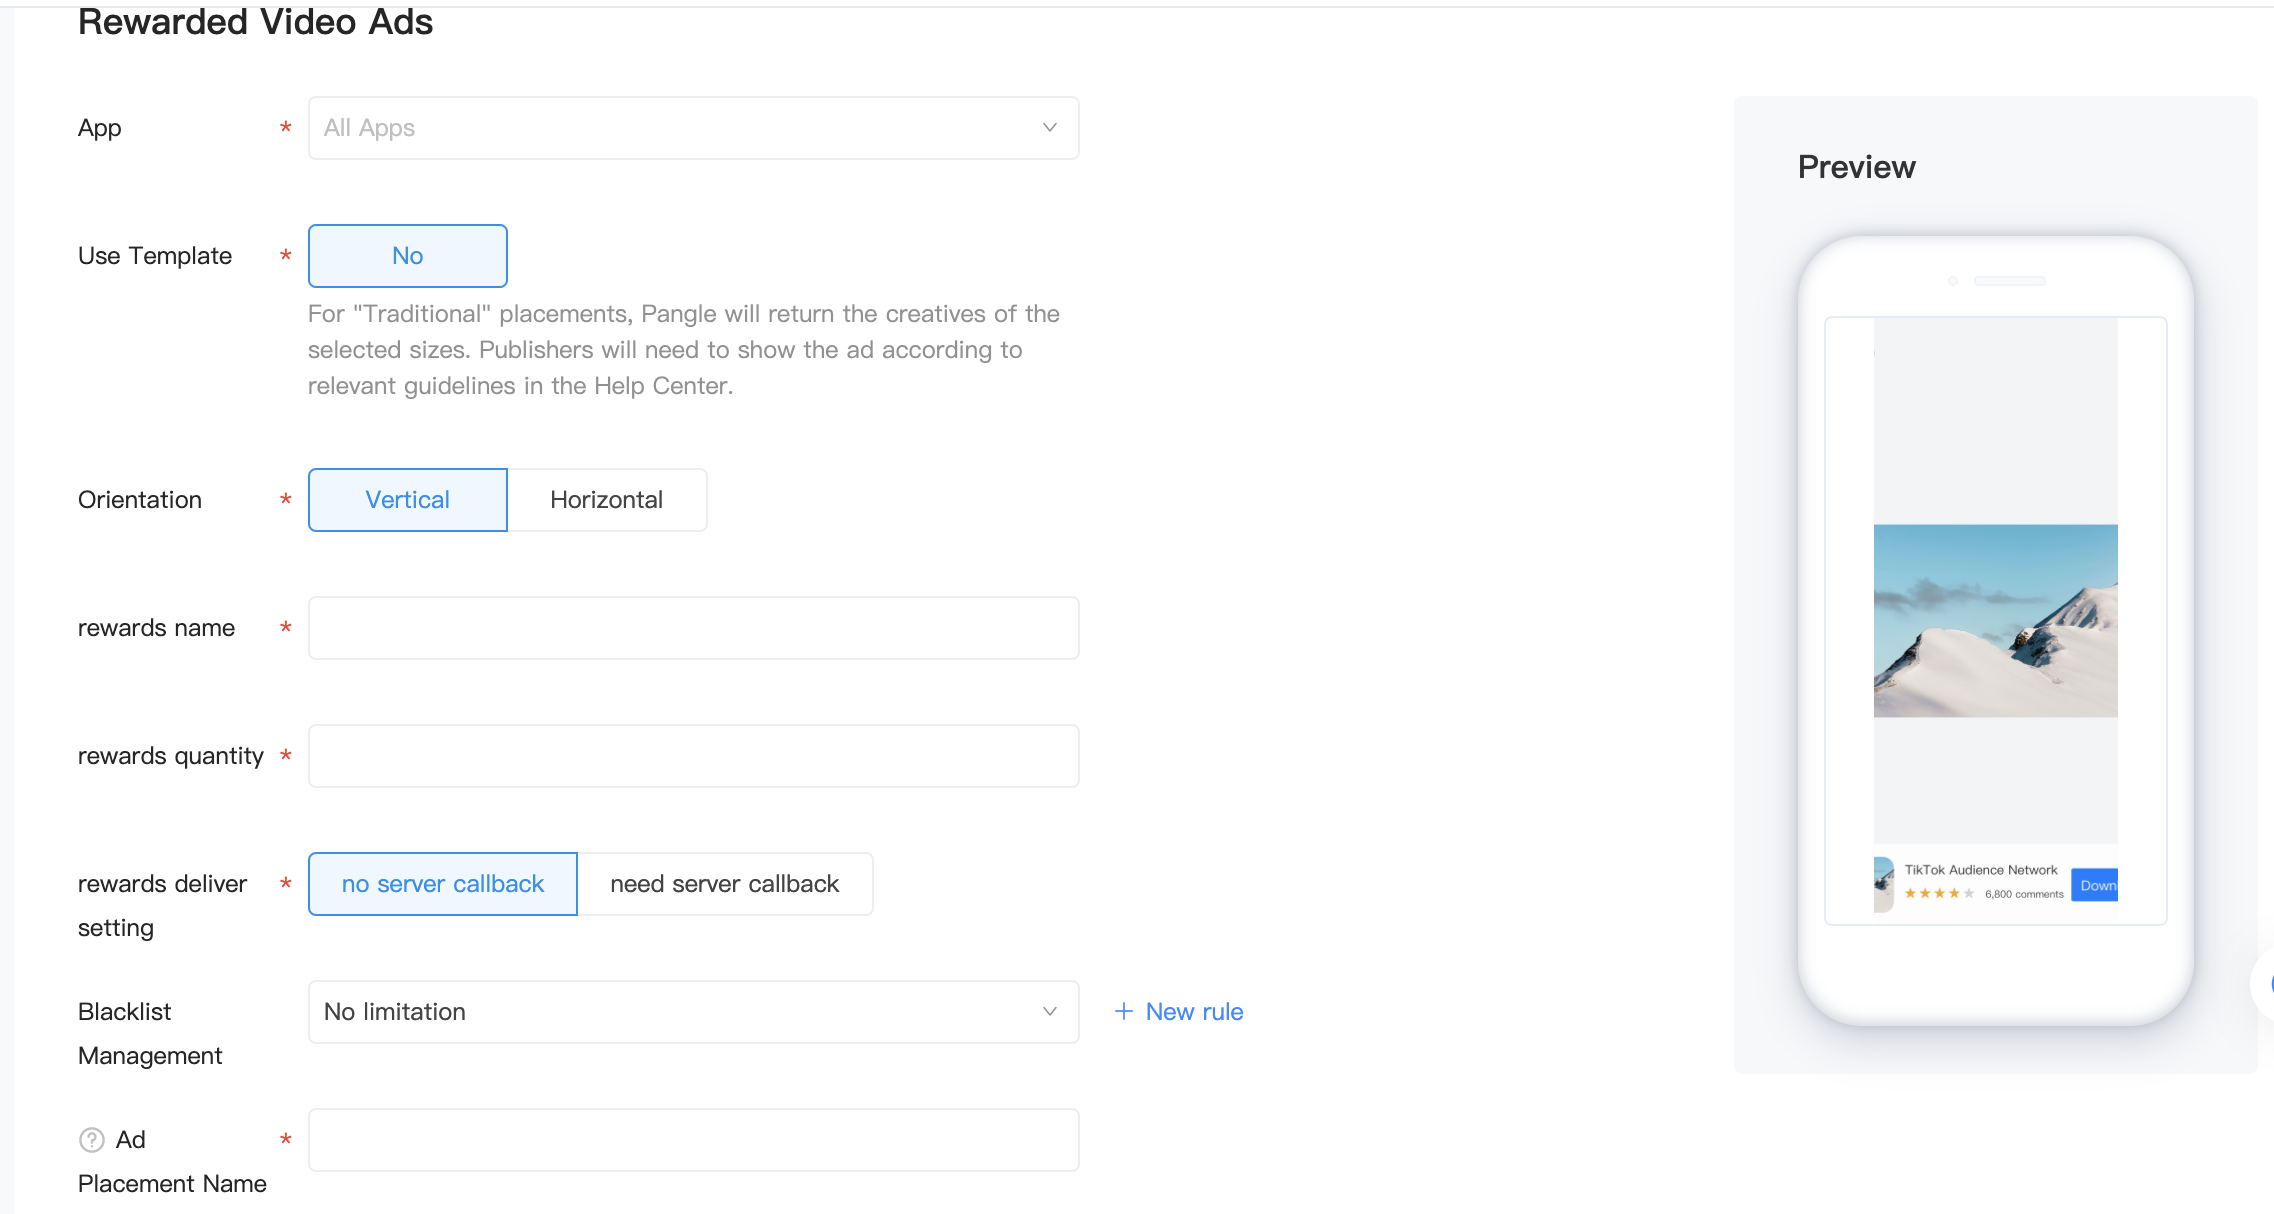 Rewarded Video Ads
App *
All Apps
Use Template *
No
For "Traditional" placements, Pangle will return the creatives of the
selected sizes. Publishers will need to show the ad according to
relevant guidelines in the Help Center.
Orientation *
Vertical
Horizontal
rewards name *
rewards quantity *
rewards deliver *
setting
no server callback
need server callback
Blacklist
Management
No limitation
+ New rule
? Ad *
Placement Name
Preview
TikTok Audience Network
6,800 comments
Down